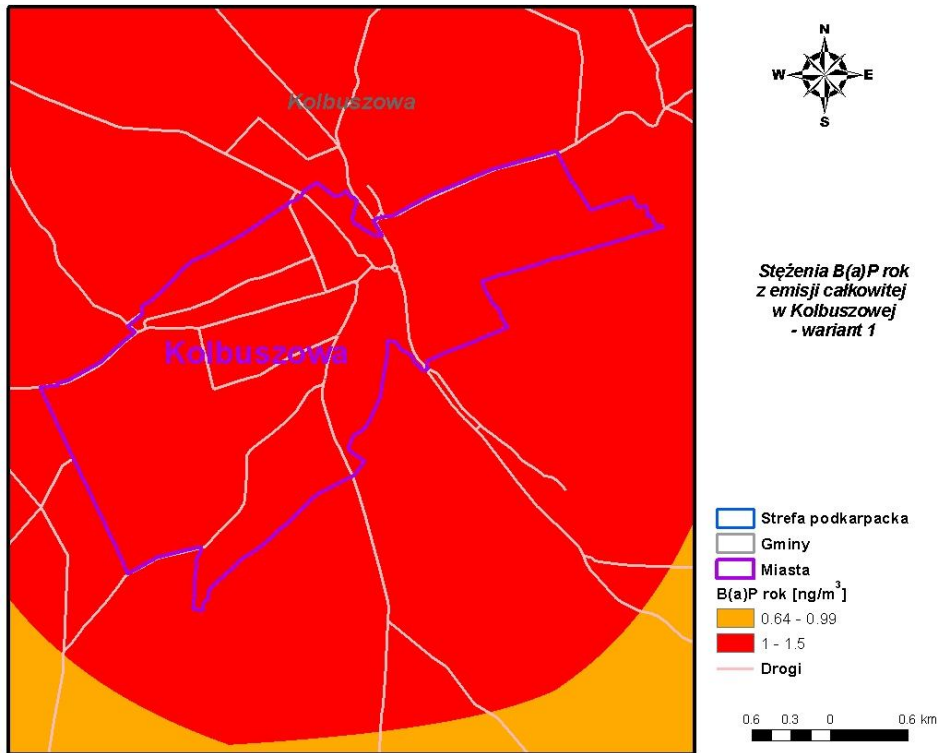 Kolbuszowa
Kolbuszowa
N
W E
S
Stężenia B(a)P rok
z emisji całkowitej
w Kolbuszowej
- wariant 1
Strefa podkarpacka
Gminy
Miasta
B(a)P rok [ng/m³]
0.64 - 0.99
1 - 1.5
Drogi
0.6 0.3 0 0.6 km